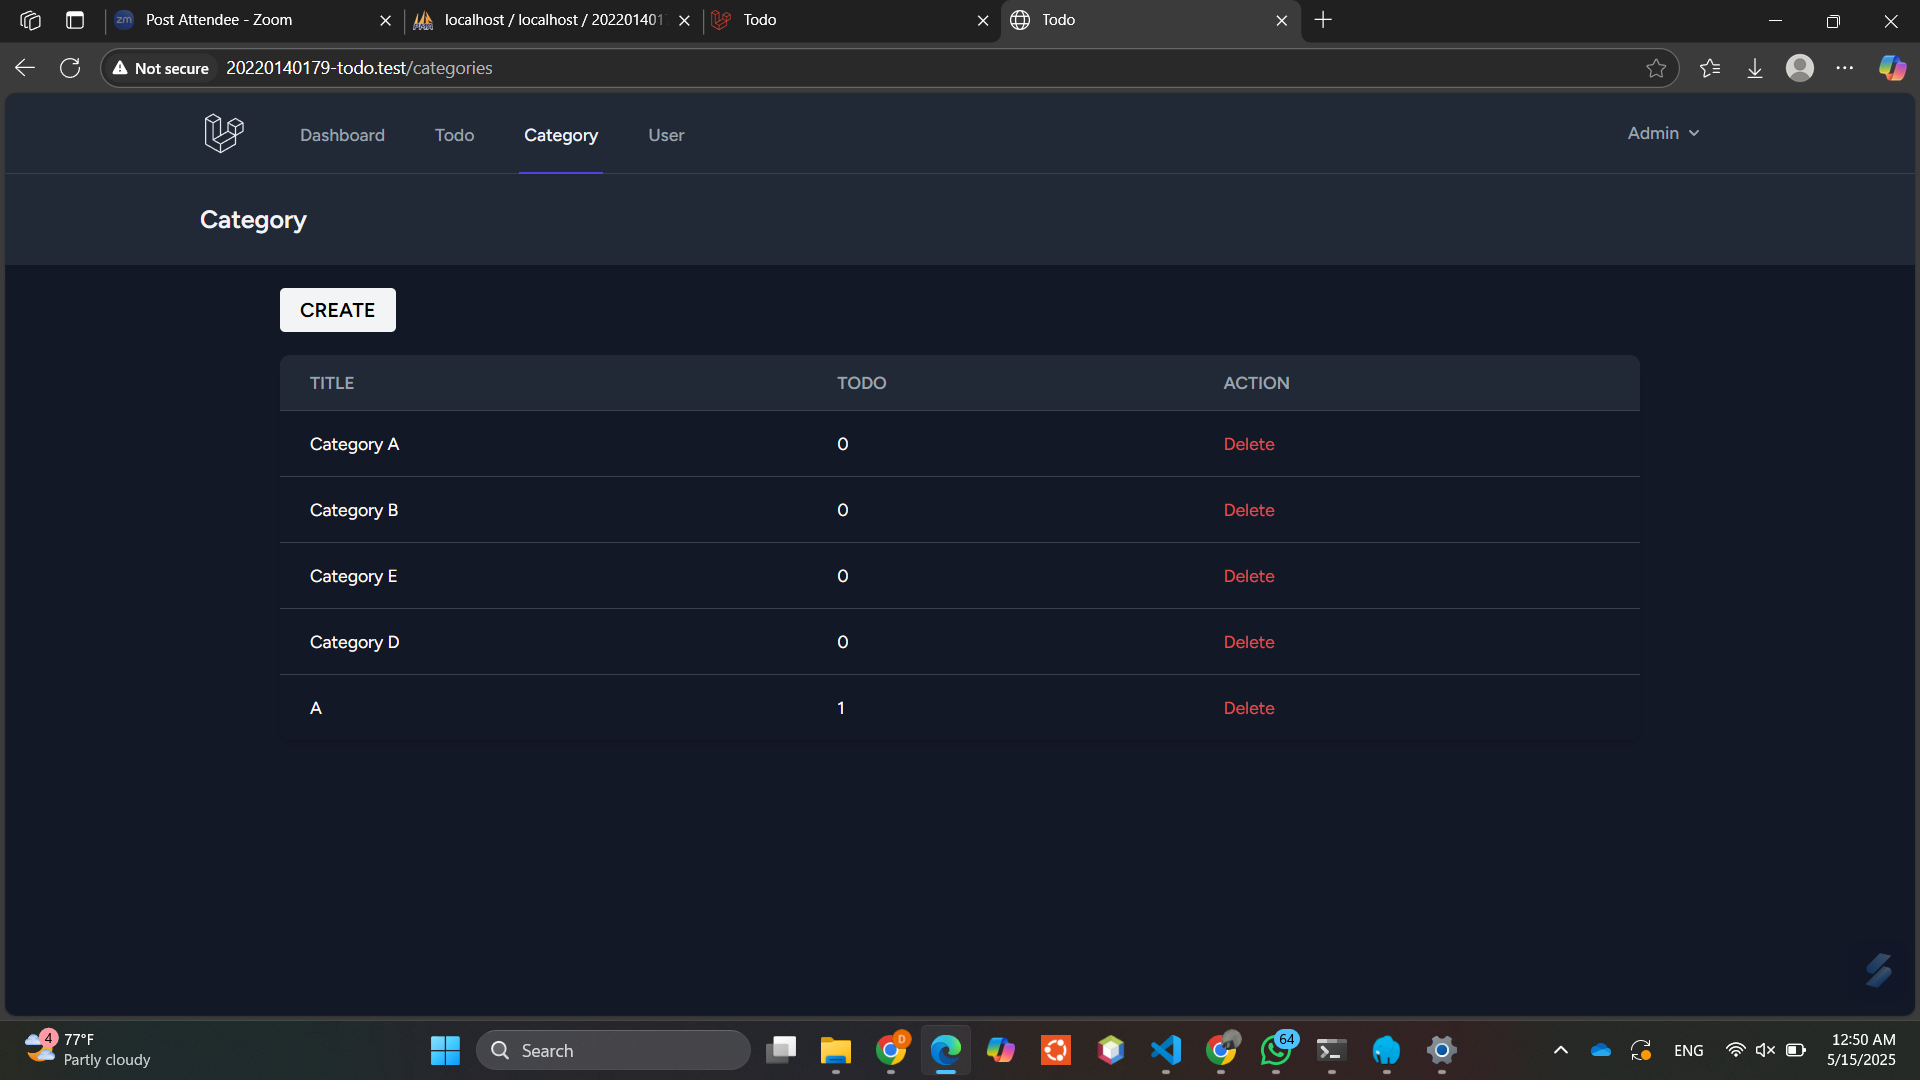 zm Post Attendee - Zoom
localhost / localhost / 202201401
Todo
Todo
Not secure 20220140179-todo.test/categories
Dashboard Todo Category User Admin
Category
CREATE
TITLE TODO ACTION
Category A 0 Delete
Category B 0 Delete
Category E 0 Delete
Category D 0 Delete
A 1 Delete
4 77°F
Partly cloudy
Search
D
64
ENG
12:50 AM
5/15/2025